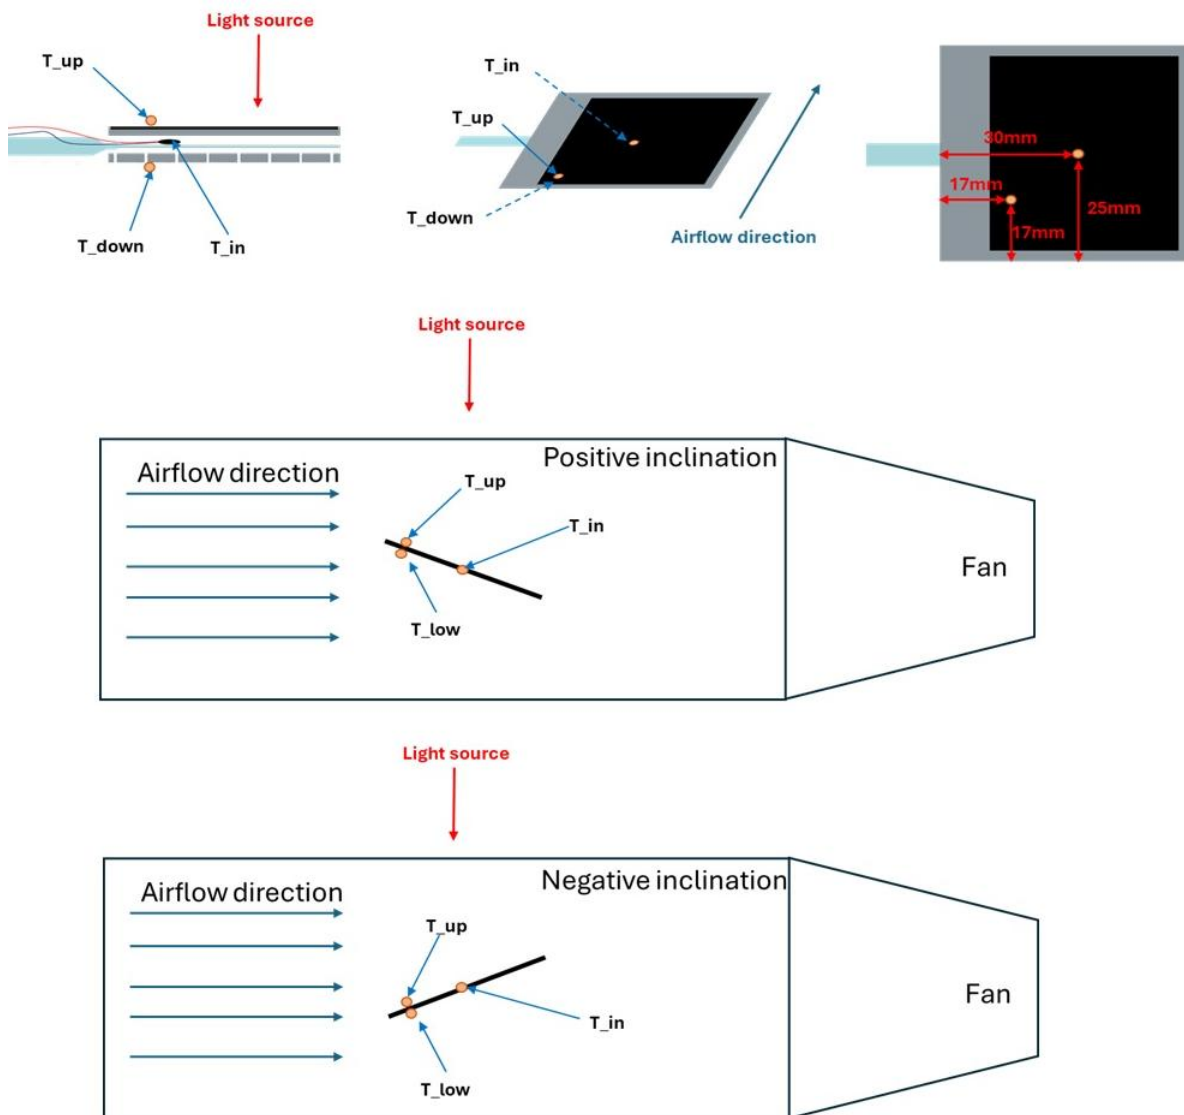 Light source
T_up
T_down
T_in
T_in
T_up
T_down
Airflow direction
30mm
17mm
25mm
17mm
Light source
Airflow direction
Positive inclination
T_up
T_in
T_low
Fan
Light source
Airflow direction
Negative inclination
T_up
T_in
T_low
Fan